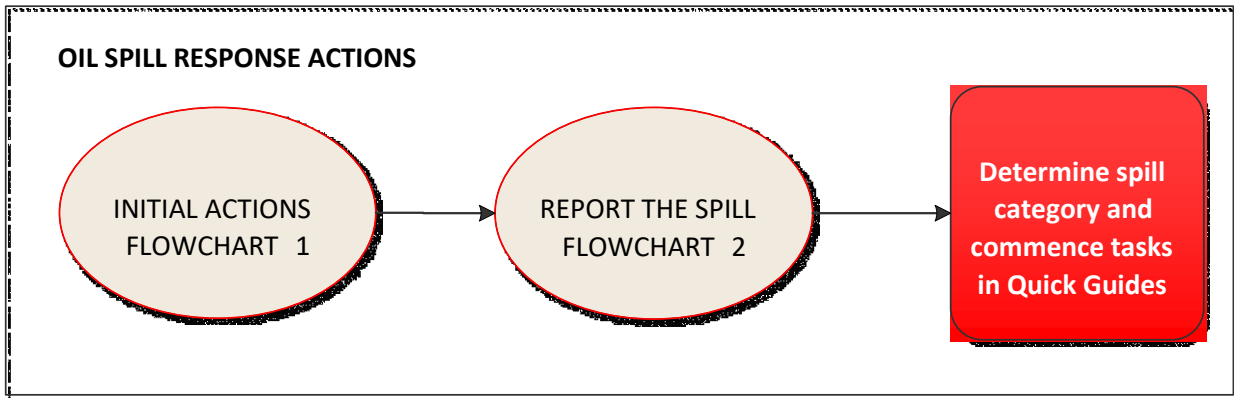 OIL SPILL RESPONSE ACTIONS
INITIAL ACTIONS
FLOWCHART 1
REPORT THE SPILL
FLOWCHART 2
Determine spill
category and
commence tasks
in Quick Guides